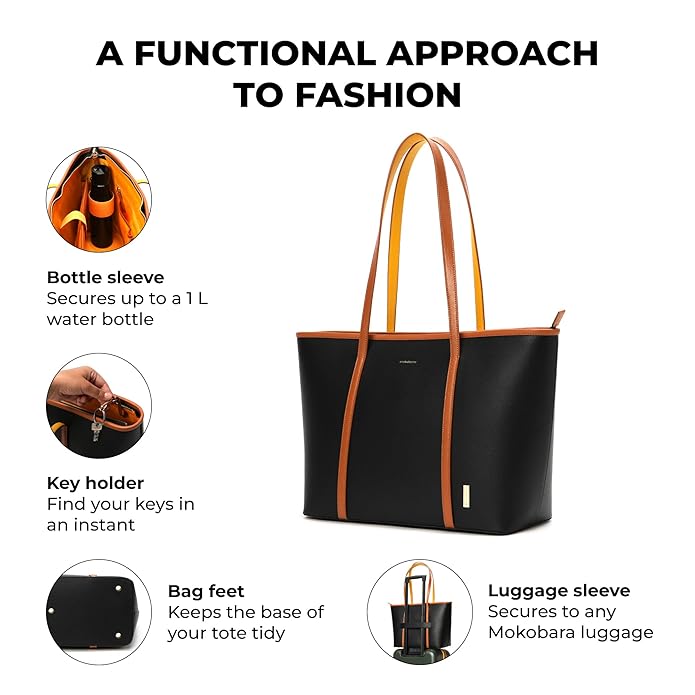 A FUNCTIONAL APPROACH
TO FASHION
Bottle sleeve
Secures up to a 1 L
water bottle
Key holder
Find your keys in
an instant
Bag feet
Keeps the base of
your tote tidy
Luggage sleeve
Secures to any
Mokobara luggage